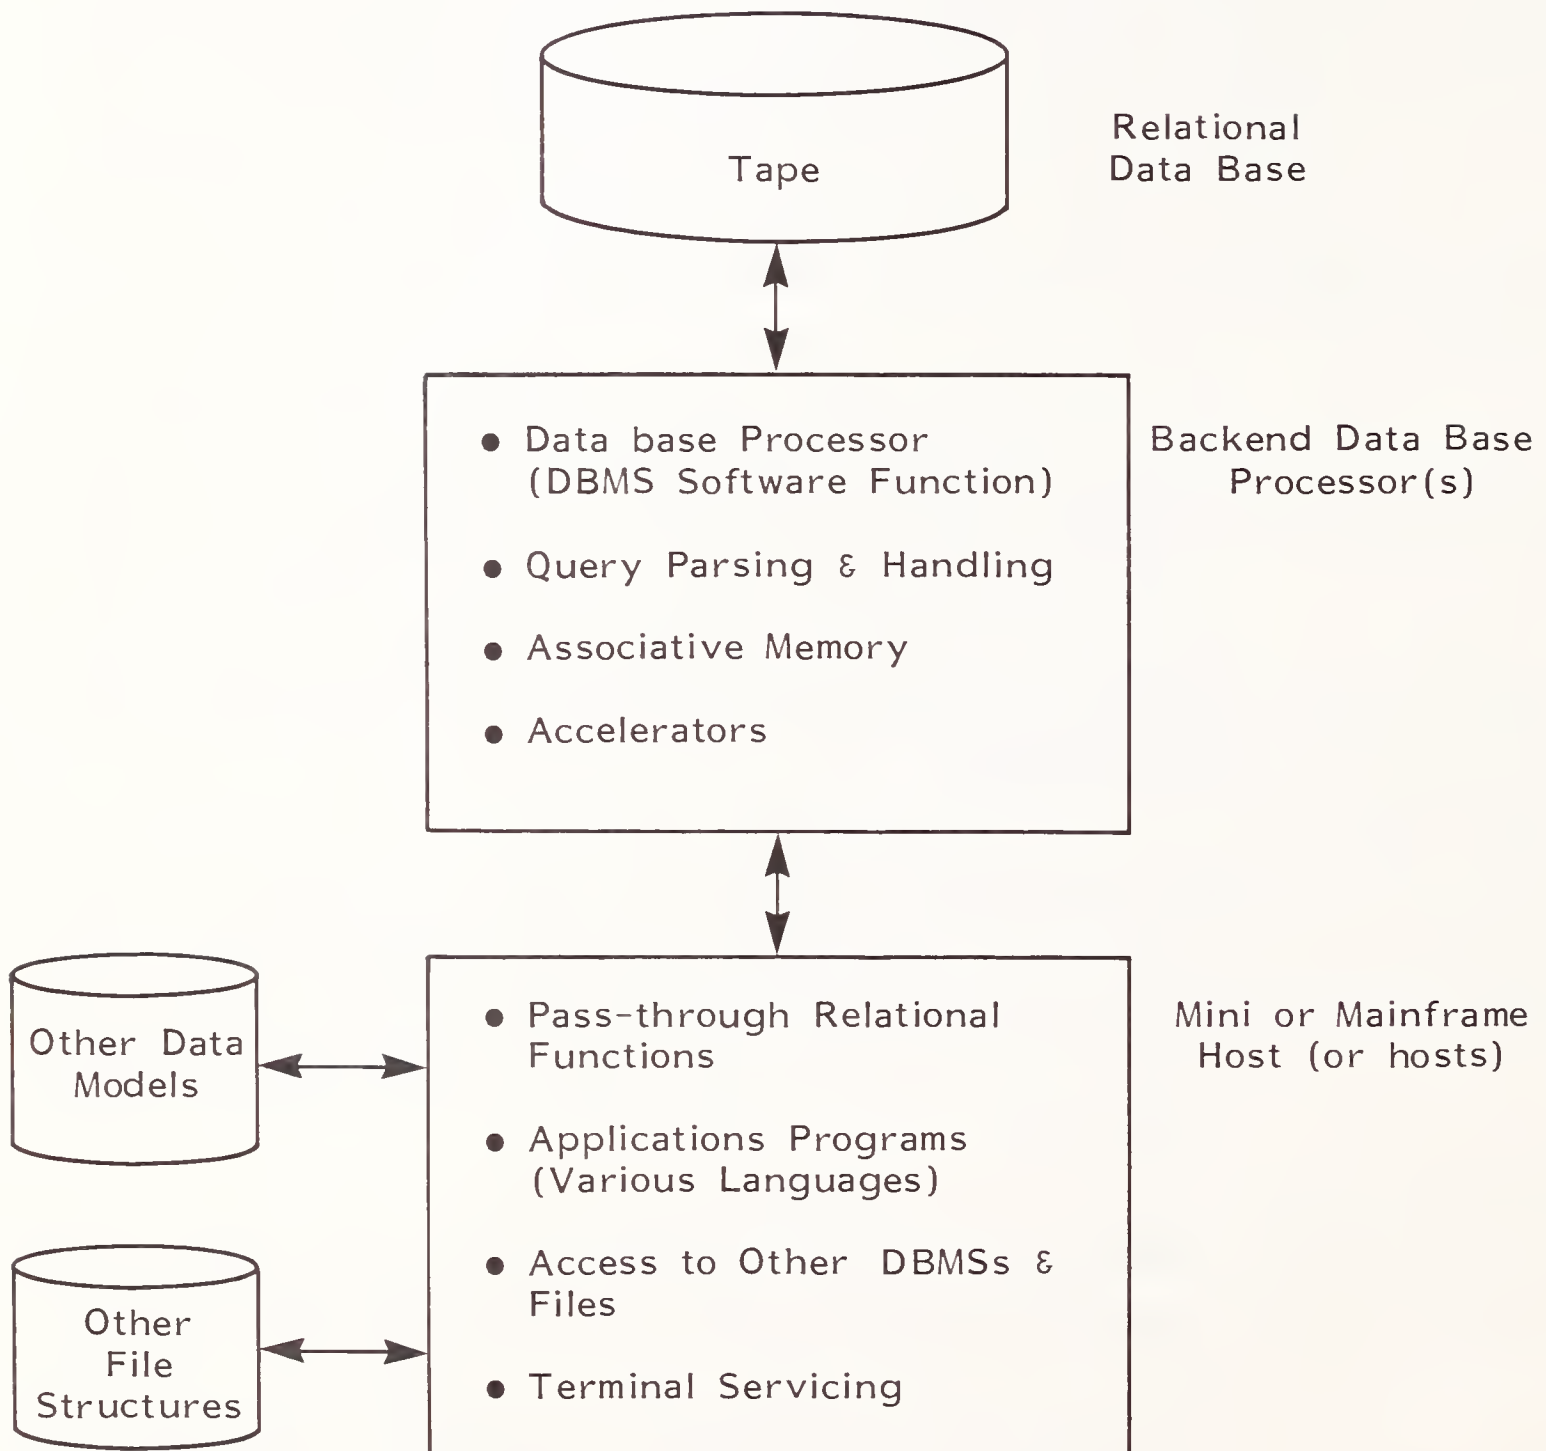 Tape
Relational
Data Base
● Data base Processor
(DBMS Software Function)
● Query Parsing & Handling
● Associative Memory
● Accelerators
Backend Data Base
Processor(s)
Other Data
Models
● Pass-through Relational
Functions
● Applications Programs
(Various Languages)
● Access to Other DBMSs &
Files
● Terminal Servicing
Mini or Mainframe
Host (or hosts)
Other
File
Structures